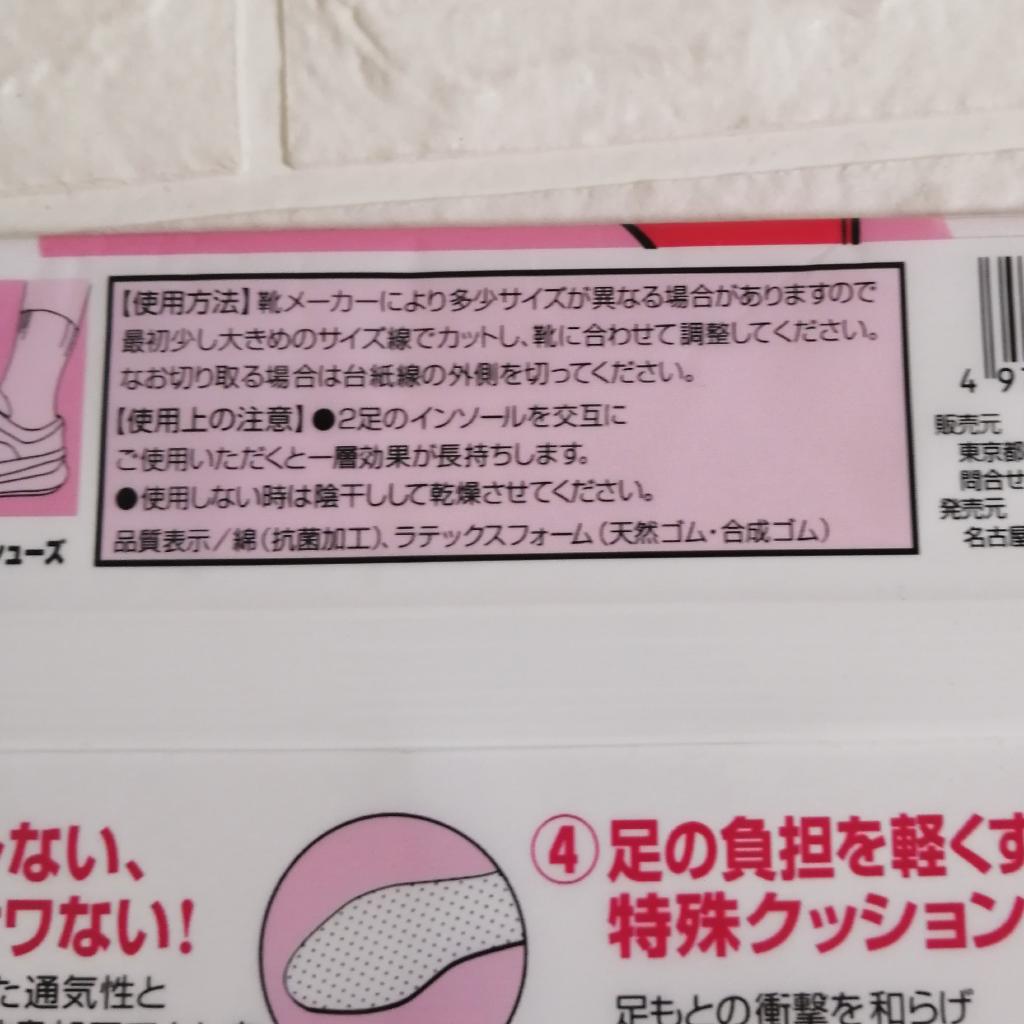 【使用方法】靴メーカーにより多少サイズが異なる場合がありますので
最初少し大きめのサイズ線でカットし、靴に合わせて調整してください。
なお切り取る場合は台紙線の外側を切ってください。
【使用上の注意】●2足のインソールを交互に
ご使用いただくと一層効果が長持ちします。
●使用しない時は陰干しして乾燥させてください。
品質表示／綿（抗菌加工）、ラテックスフォーム（天然ゴム・合成ゴム）
ューズ
4 9
販売元
東京都
問合せ
発売元
名古屋
ない、
ワない!
た通気性と
④足の負担を軽くす
特殊クッション
足もとの衝撃を和らげ